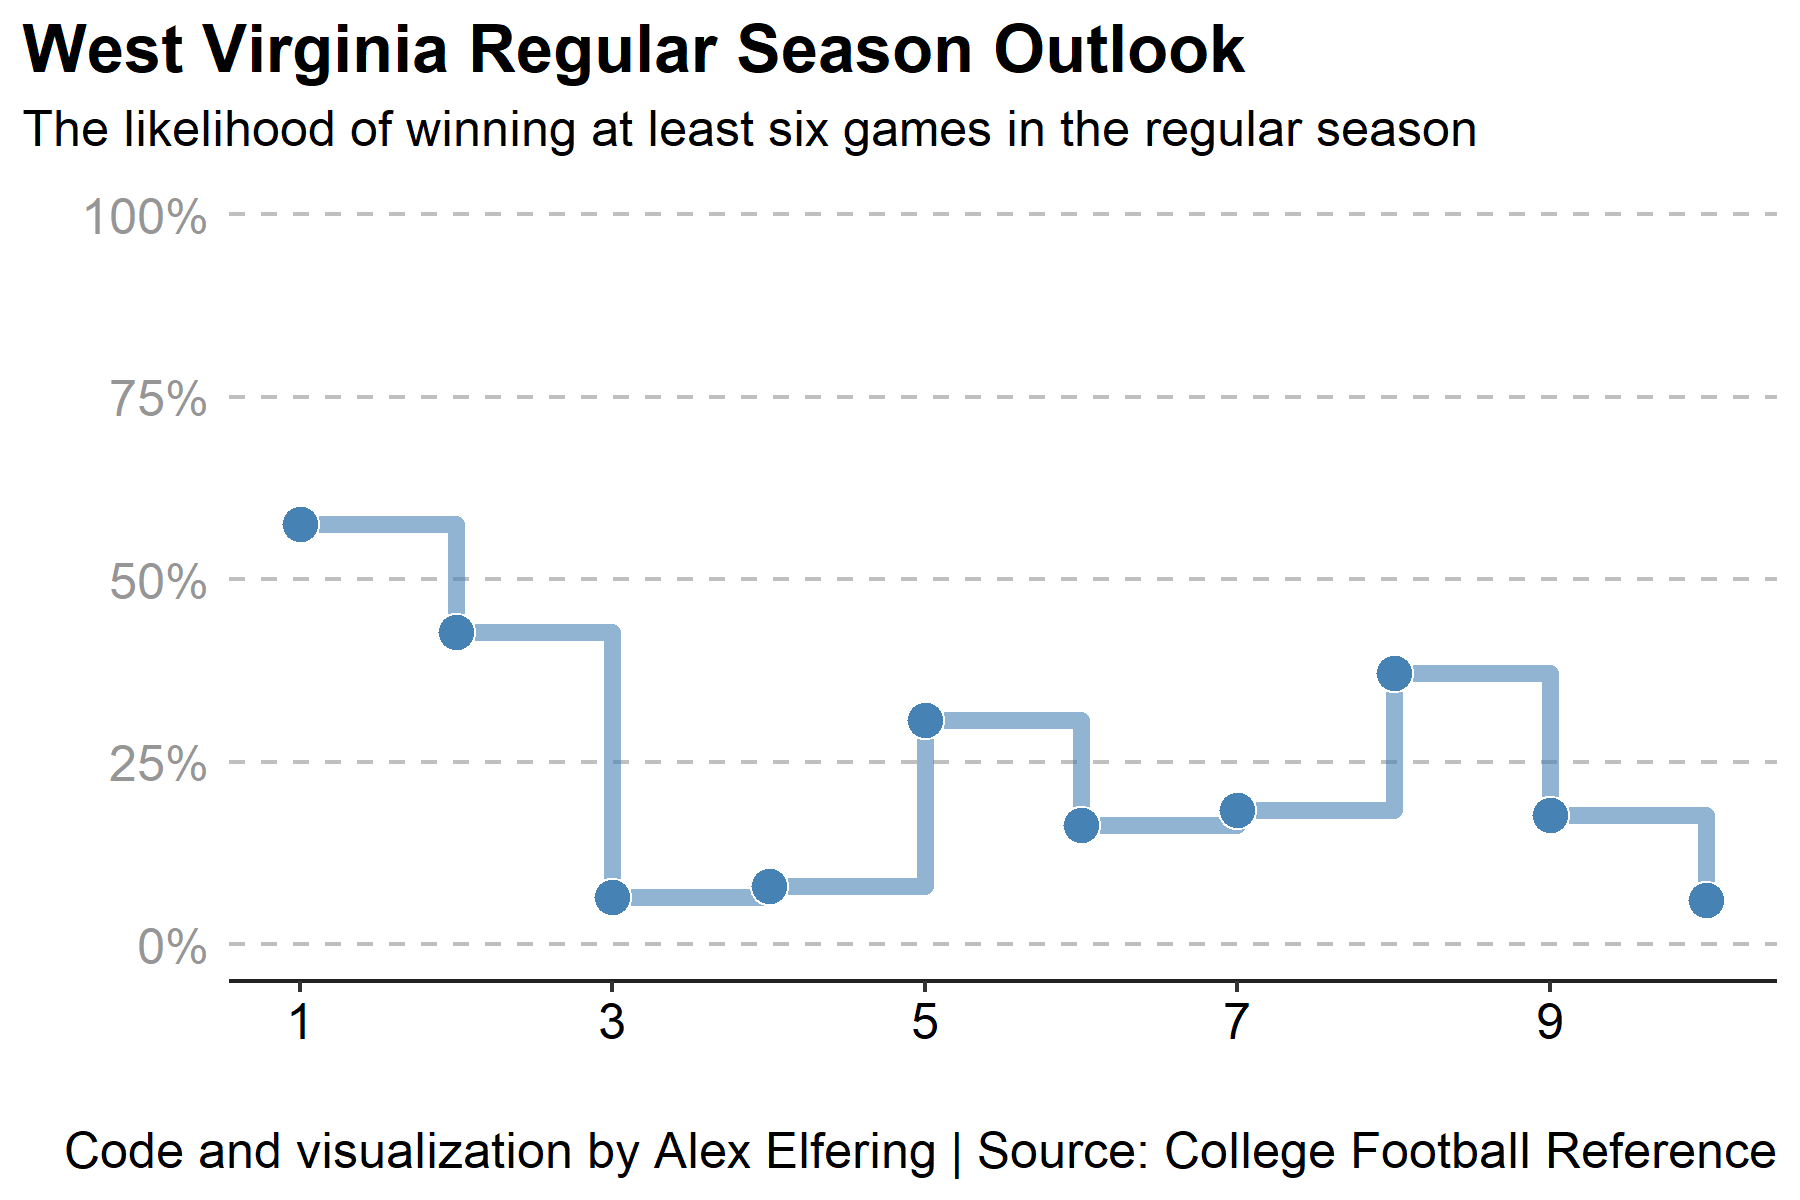 West Virginia Regular Season Outlook
The likelihood of winning at least six games in the regular season
100%
75%
50%
25%
0%
1 3 5 7 9
Code and visualization by Alex Elfering | Source: College Football Reference